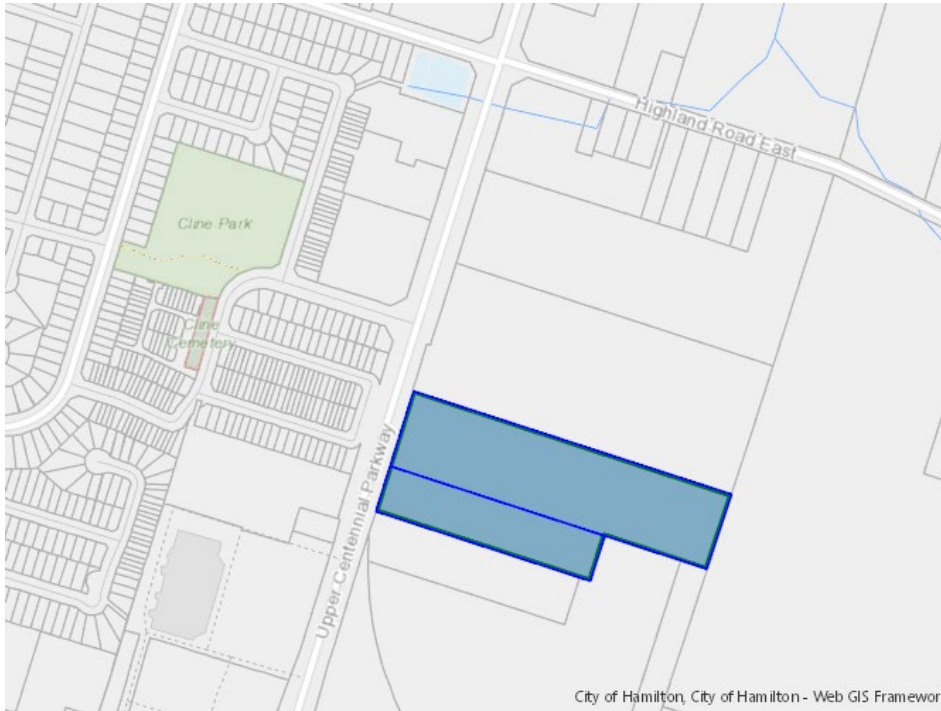 Highland Road East
Cline Park
Cline
Cemetery
Upper Centennial Parkway
City of Hamilton, City of Hamilton - Web GIS Framewor